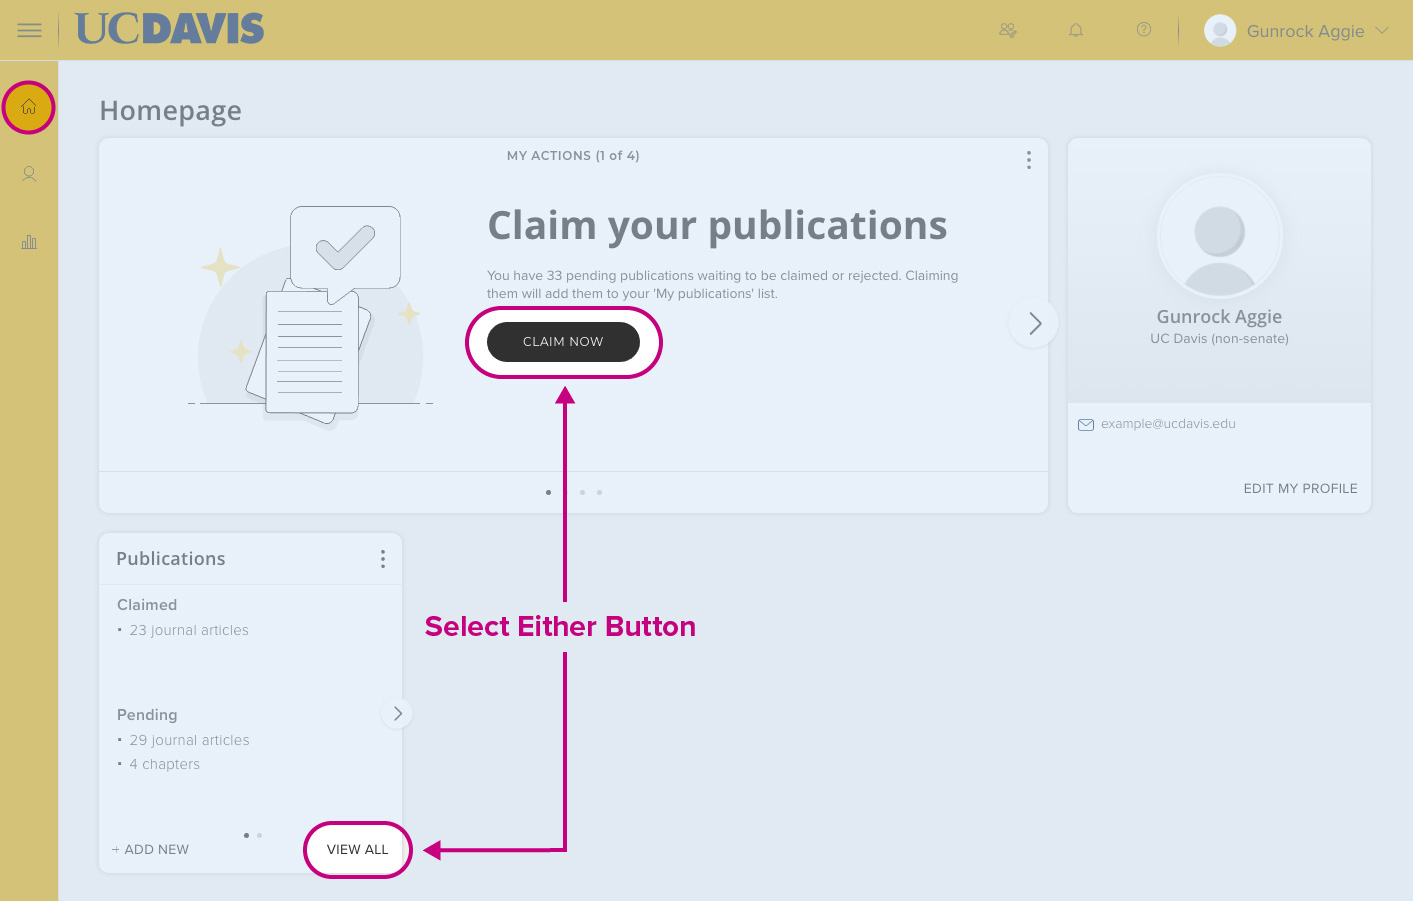 UCDAVIS
Gunrock Aggie
Homepage
MY ACTIONS (1 of 4)
Claim your publications
You have 33 pending publications waiting to be claimed or rejected. Claiming
them will add them to your 'My publications' list.
CLAIM NOW
Gunrock Aggie
UC Davis (non-senate)
example@ucdavis.edu
EDIT MY PROFILE
Publications
Claimed
• 23 journal articles
Select Either Button
Pending
• 29 journal articles
• 4 chapters
+ ADD NEW
VIEW ALL